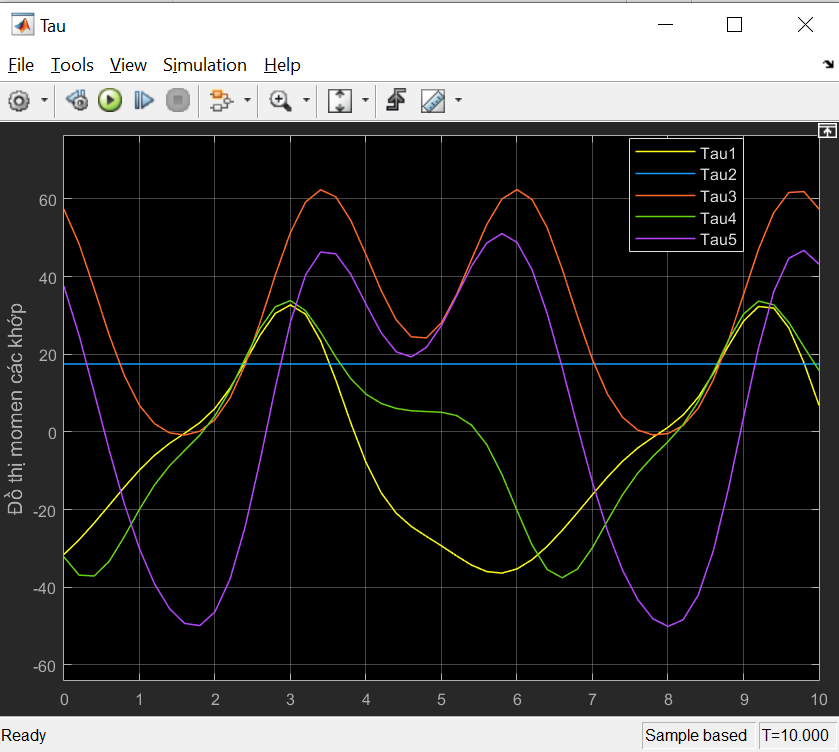 Tau
File Tools View Simulation Help
Tau1
Tau2
Tau3
Tau4
Tau5
Đồ thị momen các khớp
60
40
20
0
-20
-40
-60
0 1 2 3 4 5 6 7 8 9 10
Ready Sample based T=10.000